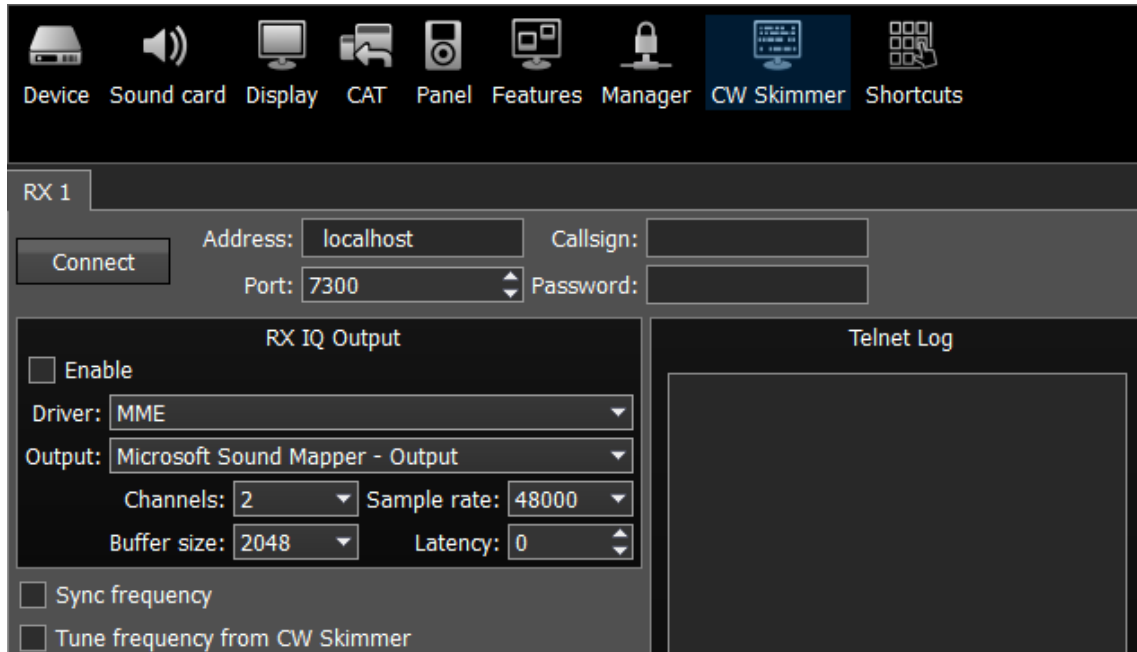 Device Sound card Display CAT Panel Features Manager CW Skimmer Shortcuts
RX 1
Connect
Address: localhost Callsign:
Port: 7300 Password:
RX IQ Output
Enable
Driver: MME
Output: Microsoft Sound Mapper - Output
Channels: 2 Sample rate: 48000
Buffer size: 2048 Latency: 0
Telnet Log
Sync frequency
Tune frequency from CW Skimmer